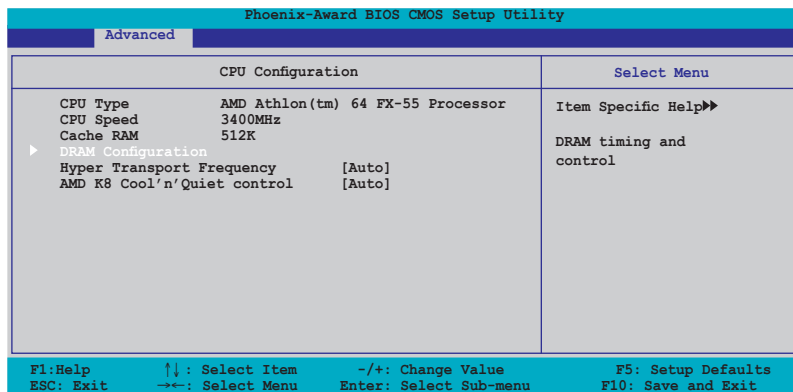 Phoenix-Award BIOS CMOS Setup Utility
Advanced
CPU Configuration
Select Menu
CPU Type AMD Athlon(tm) 64 FX-55 Processor
CPU Speed 3400MHz
Cache RAM 512K
DRAM Configuration
Hyper Transport Frequency [Auto]
AMD K8 Cool'n'Quiet control [Auto]
Item Specific Help
DRAM timing and
control
F1:Help ↑↓: Select Item -/+: Change Value F5: Setup Defaults
ESC: Exit →←: Select Menu Enter: Select Sub-menu F10: Save and Exit